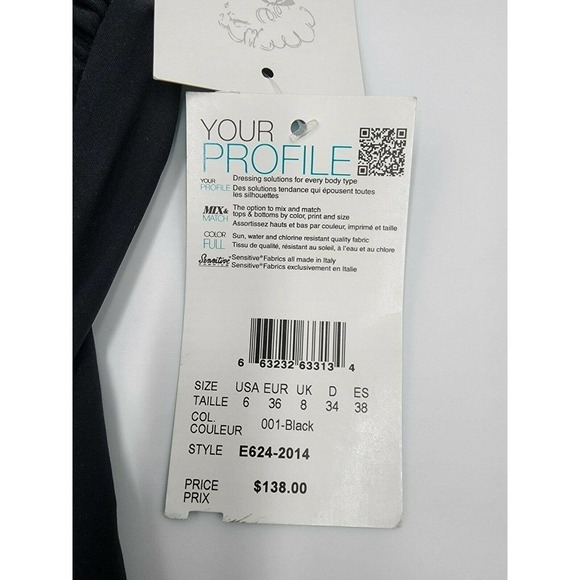 YOUR
PROFILE
YOUR PROFILE Dressing solutions for every body type
Des solutions tendance qui épousent toutes
les silhouettes
MIX& MATCH The option to mix and match
tops & bottoms by color, print and size
Assortissez hauts et bas par couleur, imprimé et taille
COLOR FULL Sun, water and chlorine resistant quality fabric
Tissu de qualité, résistant au soleil, à l'eau et au chlore
Sensitive FABRICS Sensitive® Fabrics all made in Italy
Sensitive® Fabrics exclusivement en Italie
6 63232 63313 4
SIZE USA EUR UK D ES
TAILLE 6 36 8 34 38
COL.
COULEUR 001-Black
STYLE E624-2014
PRICE
PRIX $138.00